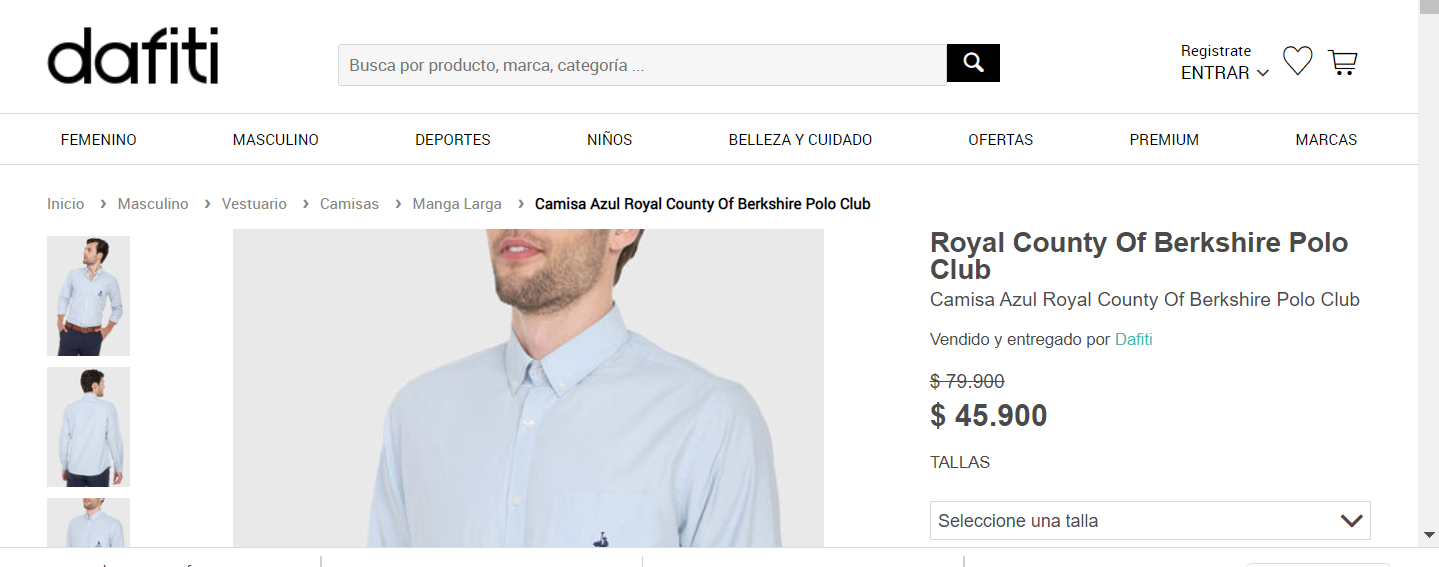 dafiti
Busca por producto, marca, categoría ...
Registrate
ENTRAR
FEMENINO
MASCULINO
DEPORTES
NIÑOS
BELLEZA Y CUIDADO
OFERTAS
PREMIUM
MARCAS
Inicio › Masculino › Vestuario › Camisas › Manga Larga › Camisa Azul Royal County Of Berkshire Polo Club
Royal County Of Berkshire Polo
Club
Camisa Azul Royal County Of Berkshire Polo Club
Vendido y entregado por Dafiti
$ 79.900
$ 45.900
TALLAS
Seleccione una talla